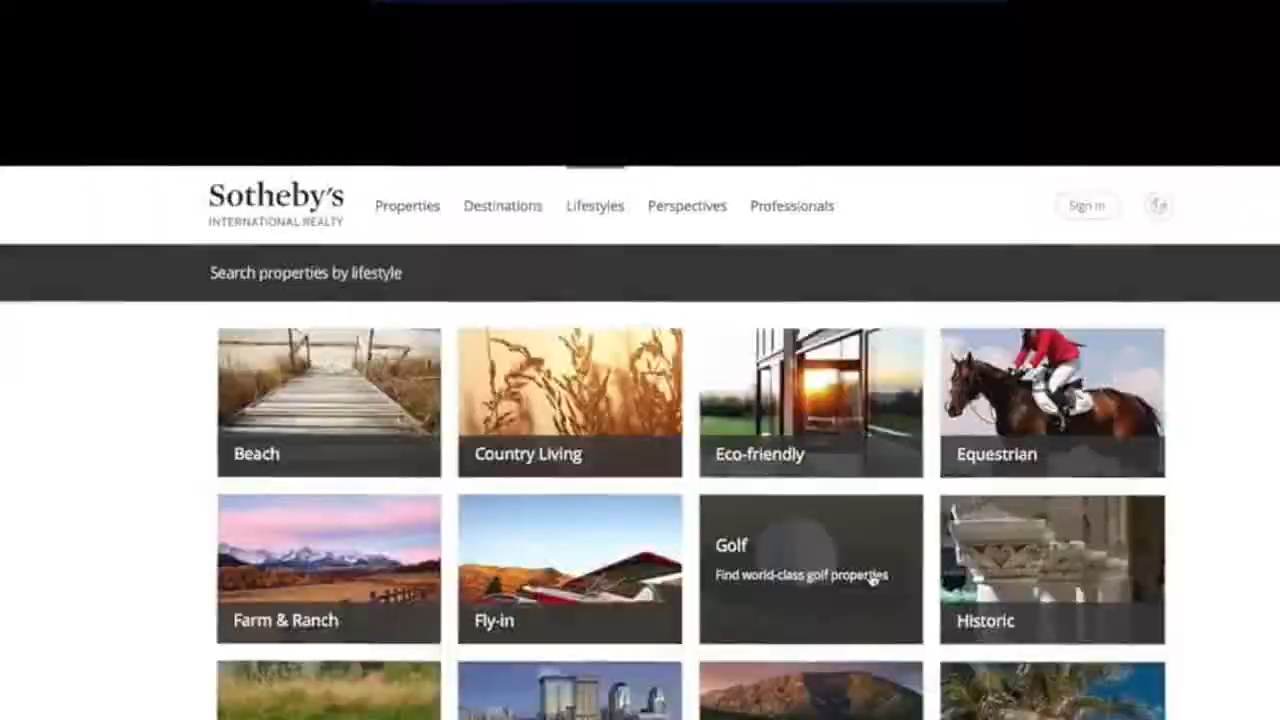 Sotheby's
INTERNATIONAL REALTY
Properties
Destinations
Lifestyles
Perspectives
Professionals
Sign in
Search properties by lifestyle
Beach
Country Living
Eco-friendly
Equestrian
Farm & Ranch
Fly-in
Golf
Find world-class golf properties
Historic